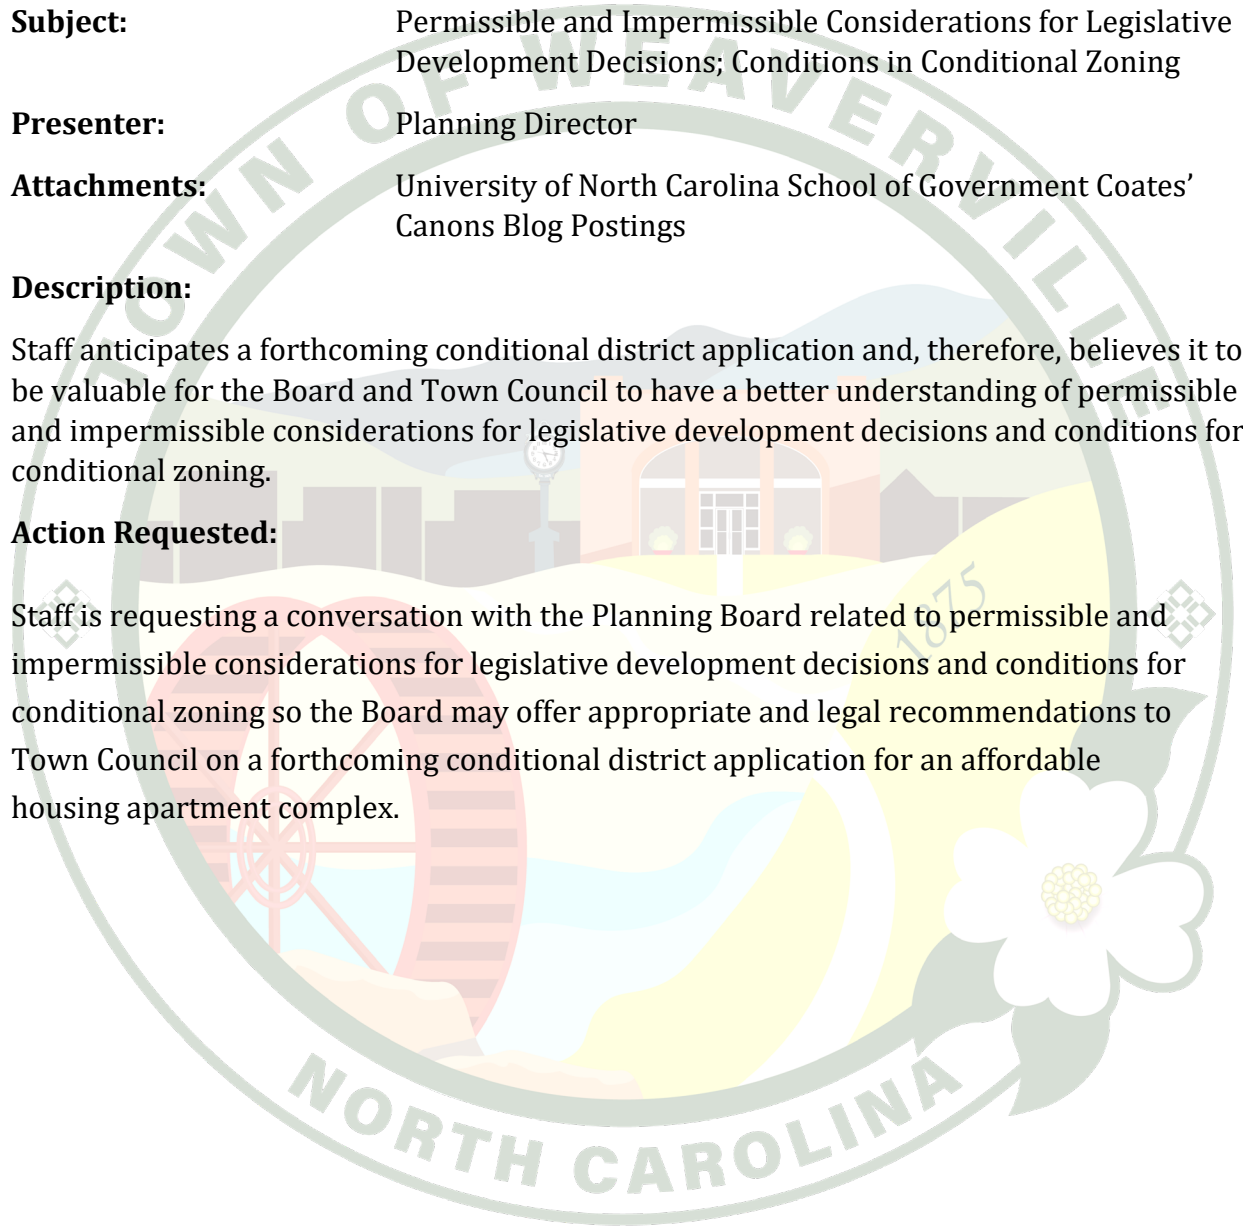 Subject: Permissible and Impermissible Considerations for Legislative
Development Decisions; Conditions in Conditional Zoning
Presenter: Planning Director
Attachments: University of North Carolina School of Government Coates’
Canons Blog Postings
Description:
Staff anticipates a forthcoming conditional district application and, therefore, believes it to
be valuable for the Board and Town Council to have a better understanding of permissible
and impermissible considerations for legislative development decisions and conditions for
conditional zoning.
Action Requested:
Staff is requesting a conversation with the Planning Board related to permissible and
impermissible considerations for legislative development decisions and conditions for
conditional zoning so the Board may offer appropriate and legal recommendations to
Town Council on a forthcoming conditional district application for an affordable
housing apartment complex.
TOWN OF WEAVERVILLE
1875
NORTH CAROLINA